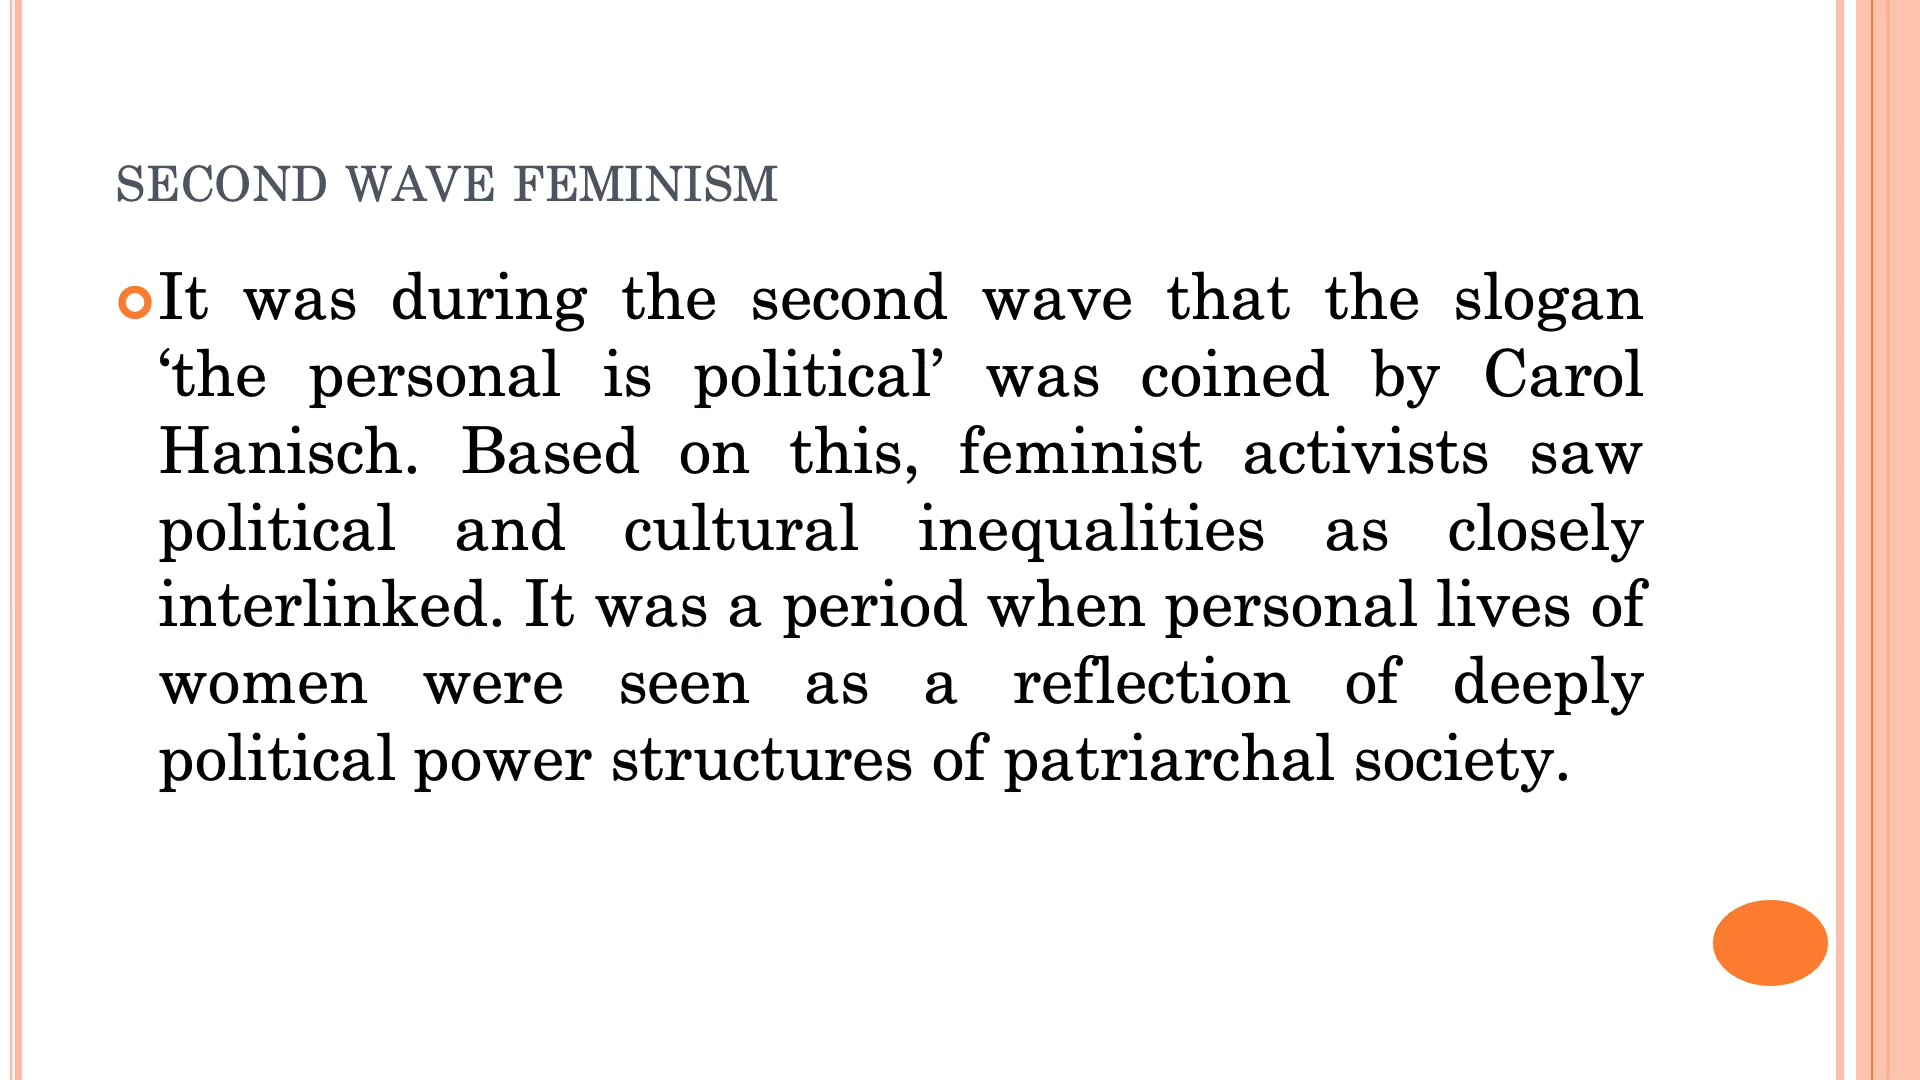 SECOND WAVE FEMINISM
It was during the second wave that the slogan
‘the personal is political’ was coined by Carol
Hanisch. Based on this, feminist activists saw
political and cultural inequalities as closely
interlinked. It was a period when personal lives of
women were seen as a reflection of deeply
political power structures of patriarchal society.